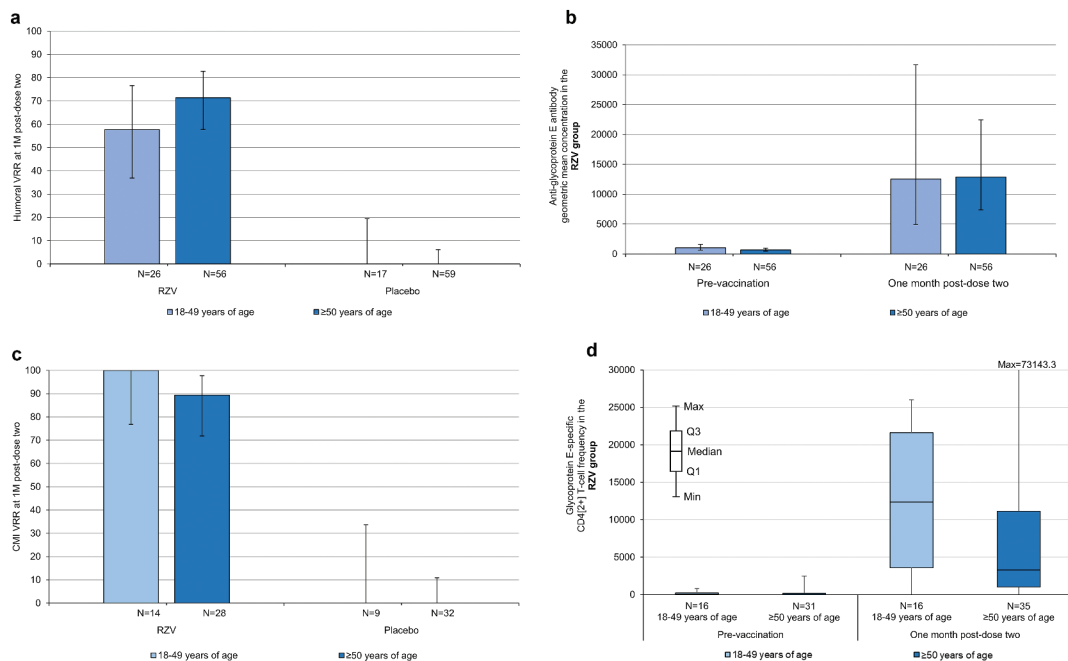 a
Humoral VRR at 1M post-dose two
100
90
80
70
60
50
40
30
20
10
0
N=26
N=56
N=17
N=59
RZV
Placebo
18-49 years of age
≥50 years of age
b
Anti-glycoprotein E antibody
geometric mean concentration in the
RZV group
35000
30000
25000
20000
15000
10000
5000
0
N=26
N=56
N=26
N=56
Pre-vaccination
One month post-dose two
18-49 years of age
≥50 years of age
c
CMI VRR at 1M post-dose two
100
90
80
70
60
50
40
30
20
10
0
N=14
N=28
N=9
N=32
RZV
Placebo
18-49 years of age
≥50 years of age
d
Glycoprotein E-specific
CD4[2+] T-cell frequency in the
RZV group
30000
25000
20000
15000
10000
5000
0
Max
Q3
Median
Q1
Min
Max=73143.3
N=16
18-49 years of age
N=31
≥50 years of age
N=16
18-49 years of age
N=35
≥50 years of age
Pre-vaccination
One month post-dose two
18-49 years of age
≥50 years of age